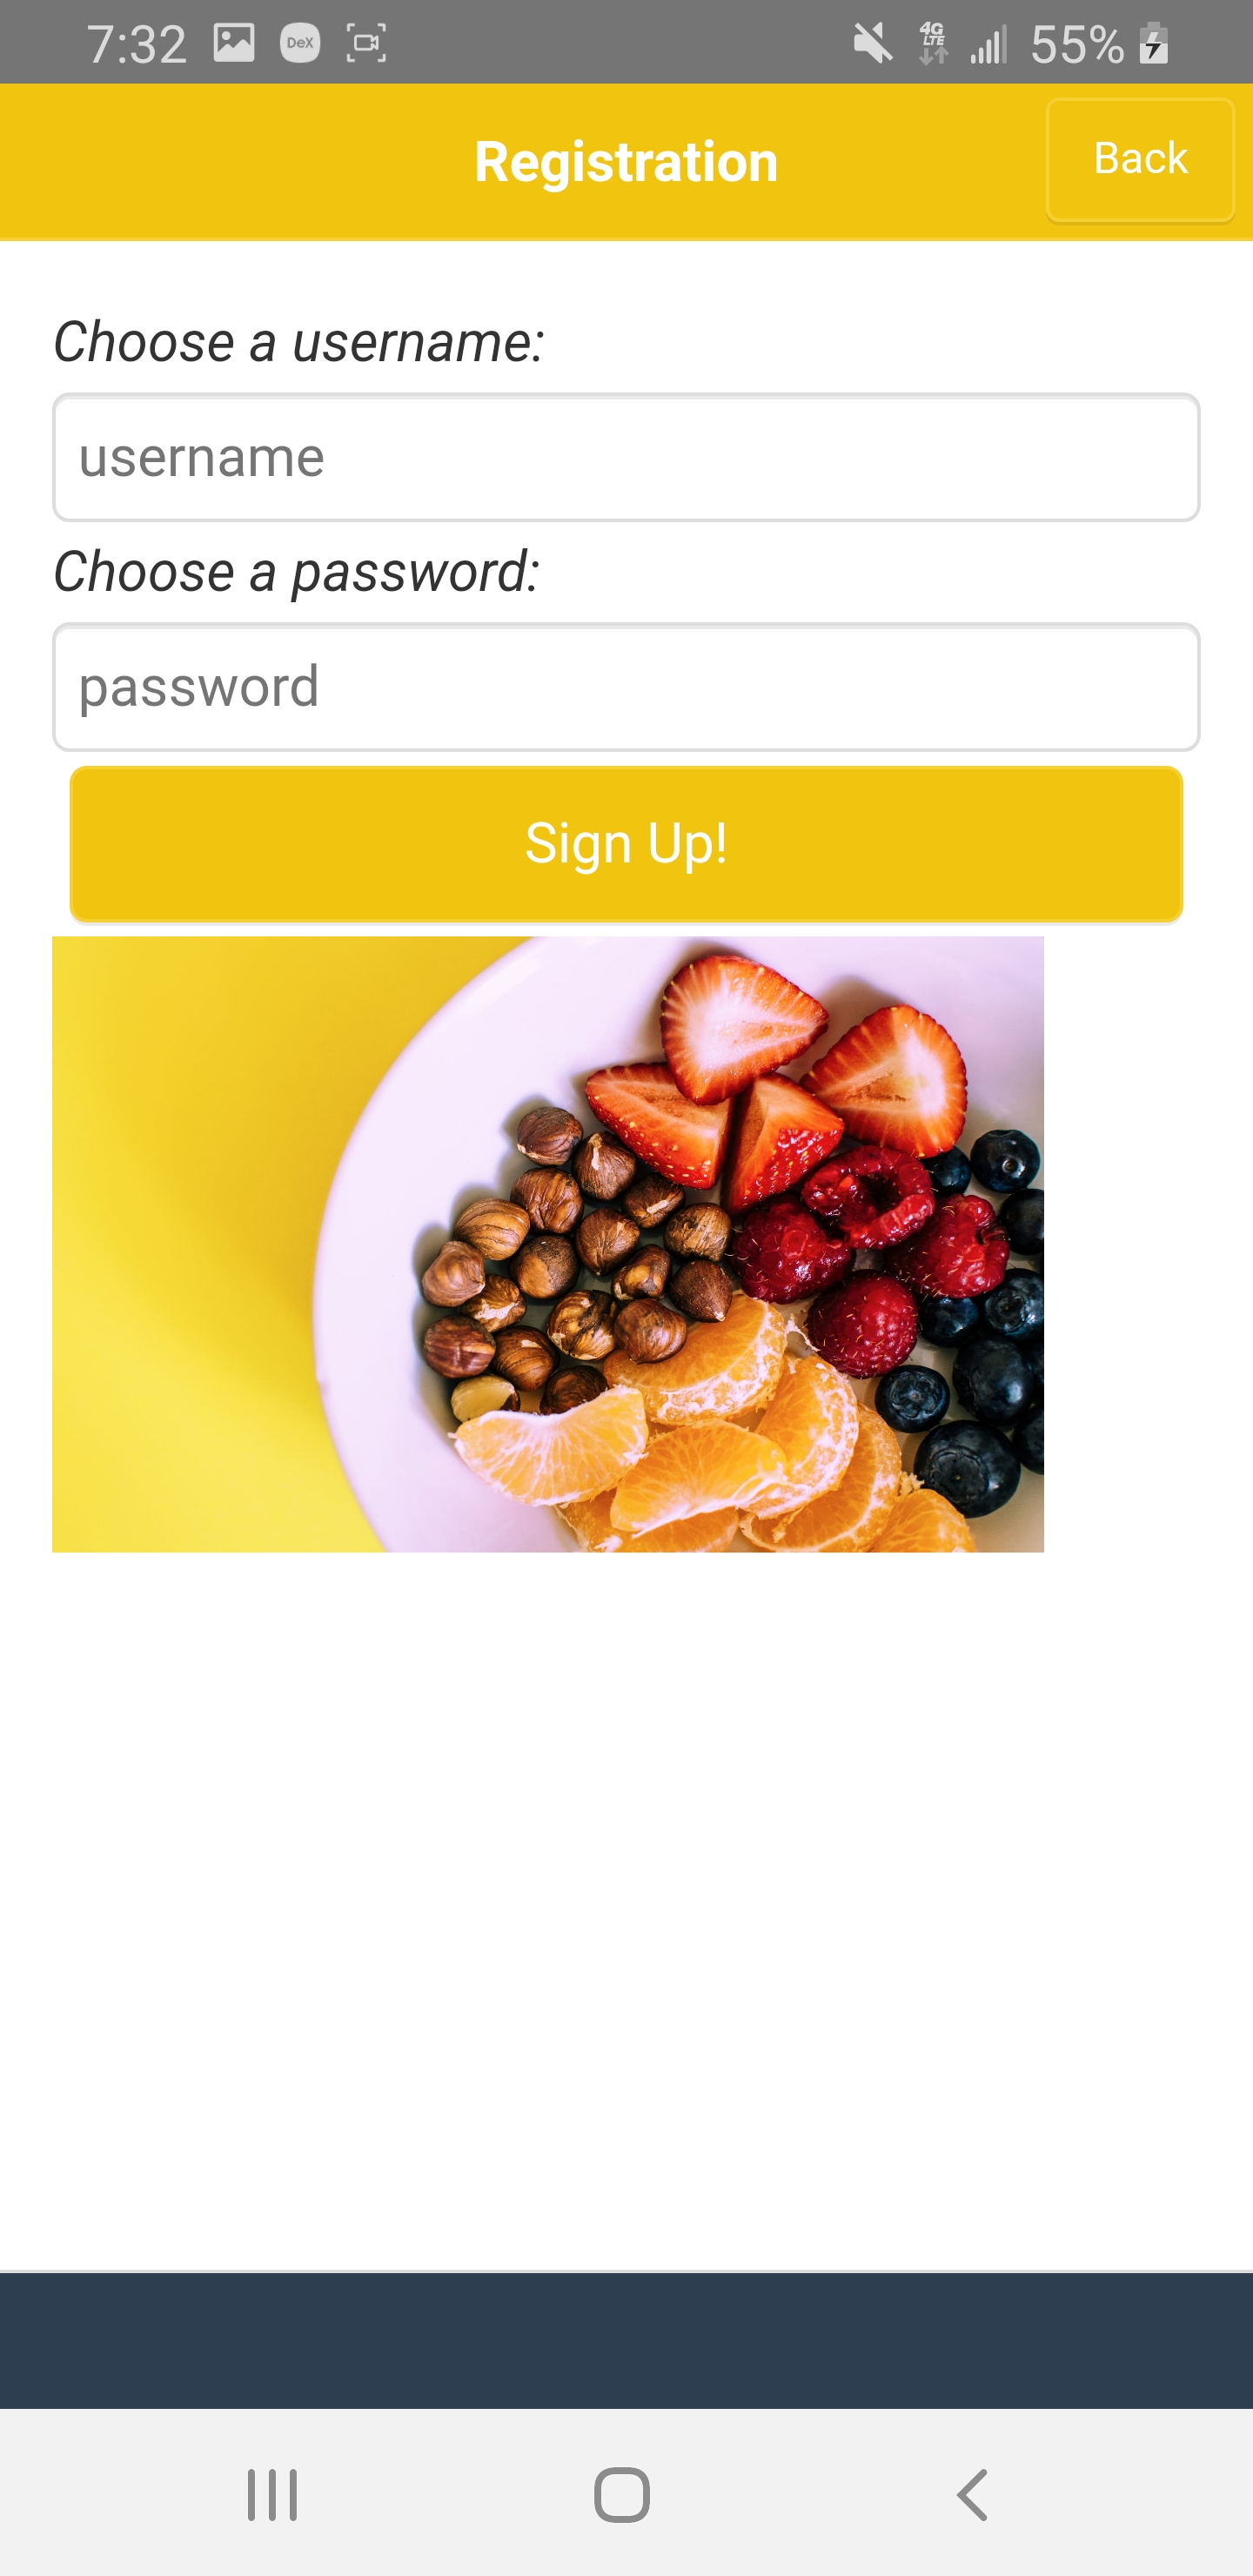 7:32 DeX 4G LTE 55%
Registration
Back
Choose a username:
username
Choose a password:
password
Sign Up!